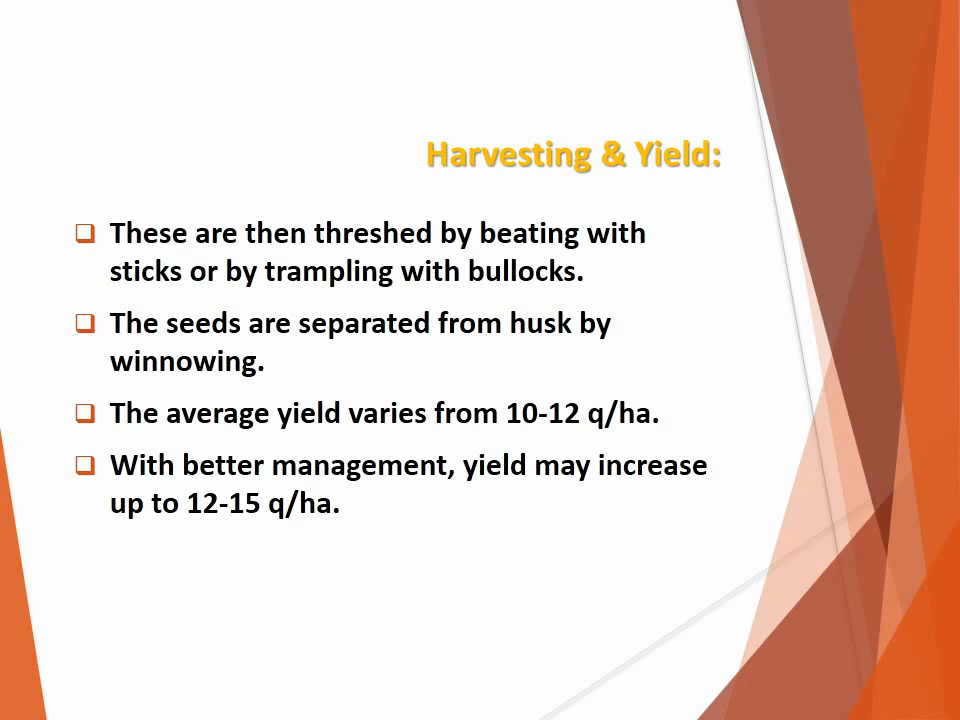 Harvesting & Yield:
These are then threshed by beating with
sticks or by trampling with bullocks.
The seeds are separated from husk by
winnowing.
The average yield varies from 10-12 q/ha.
With better management, yield may increase
up to 12-15 q/ha.